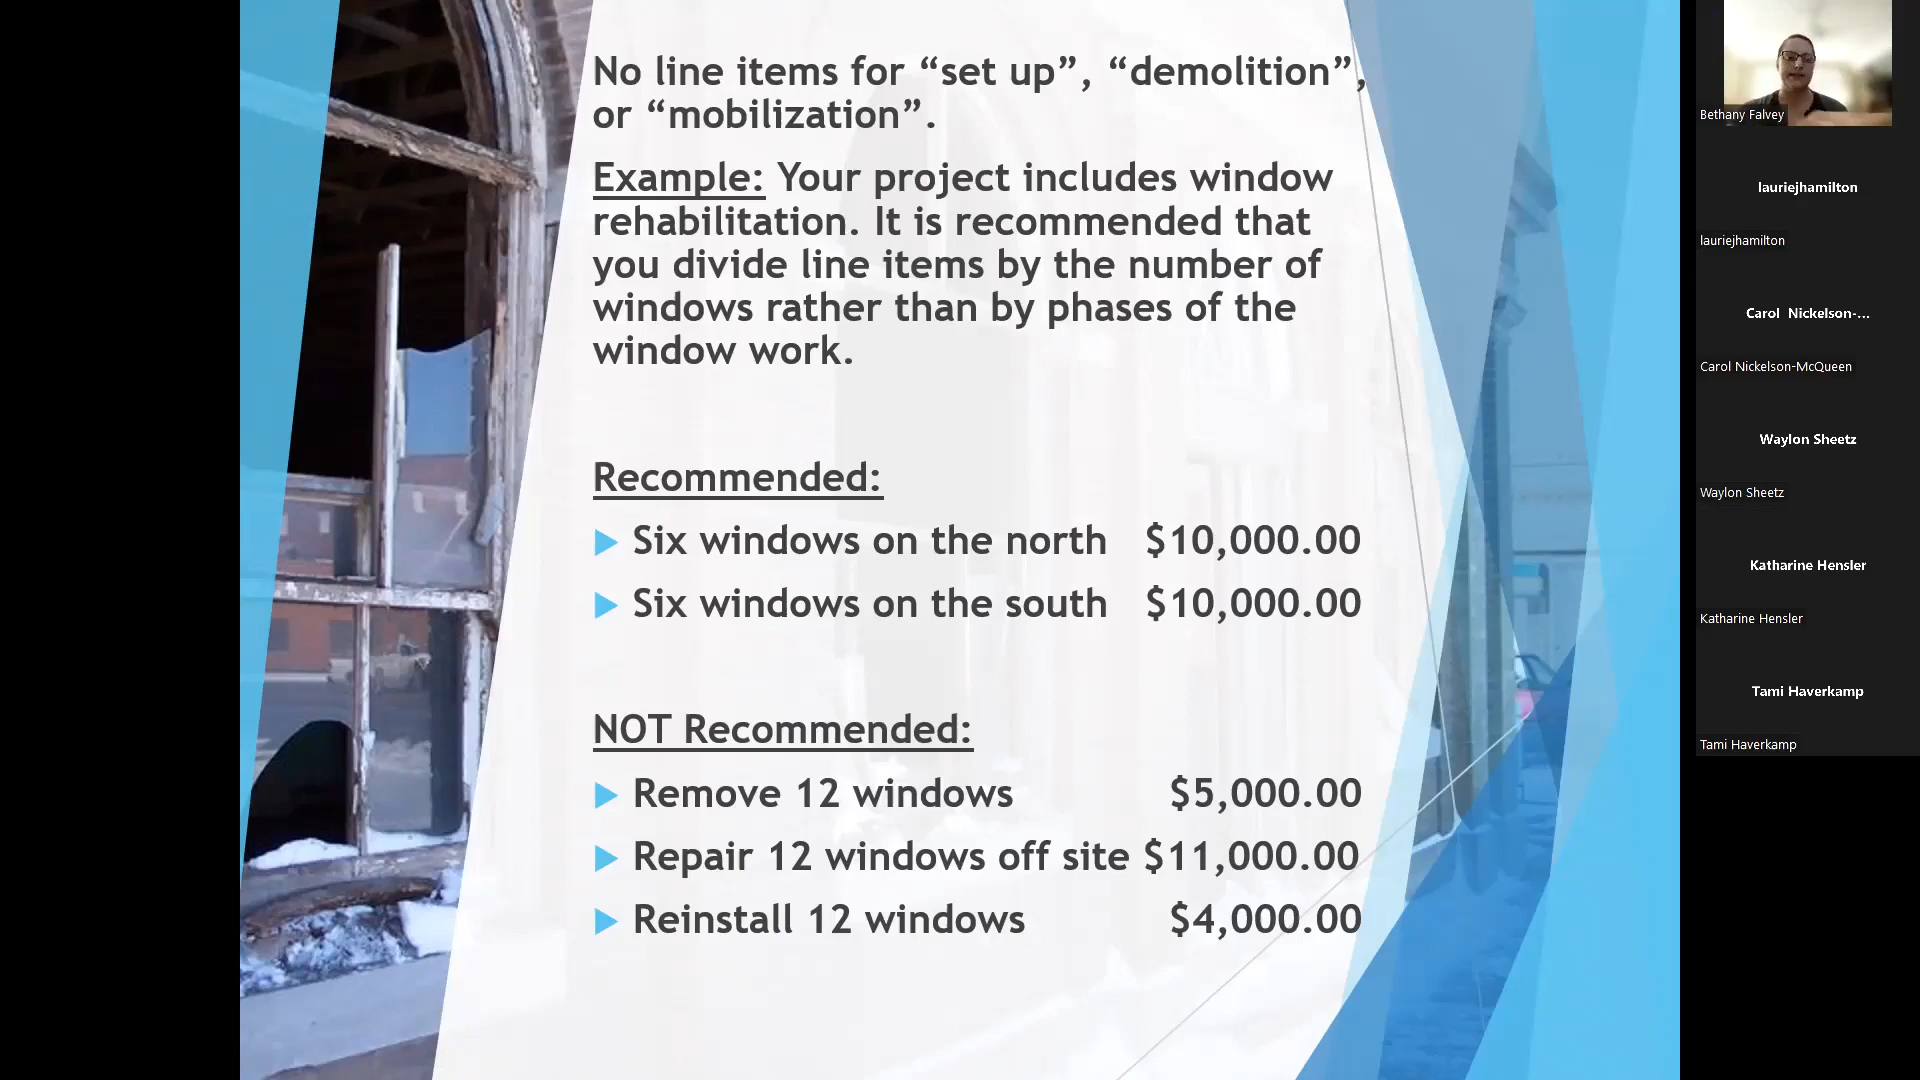 No line items for “set up”, “demolition”,
or “mobilization”.
Example: Your project includes window
rehabilitation. It is recommended that
you divide line items by the number of
windows rather than by phases of the
window work.
Recommended:
Six windows on the north $10,000.00
Six windows on the south $10,000.00
NOT Recommended:
Remove 12 windows $5,000.00
Repair 12 windows off site $11,000.00
Reinstall 12 windows $4,000.00
Bethany Falvey
lauriejhamilton
lauriejhamilton
Carol Nickelson-...
Carol Nickelson-McQueen
Waylon Sheetz
Waylon Sheetz
Katharine Hensler
Katharine Hensler
Tami Haverkamp
Tami Haverkamp